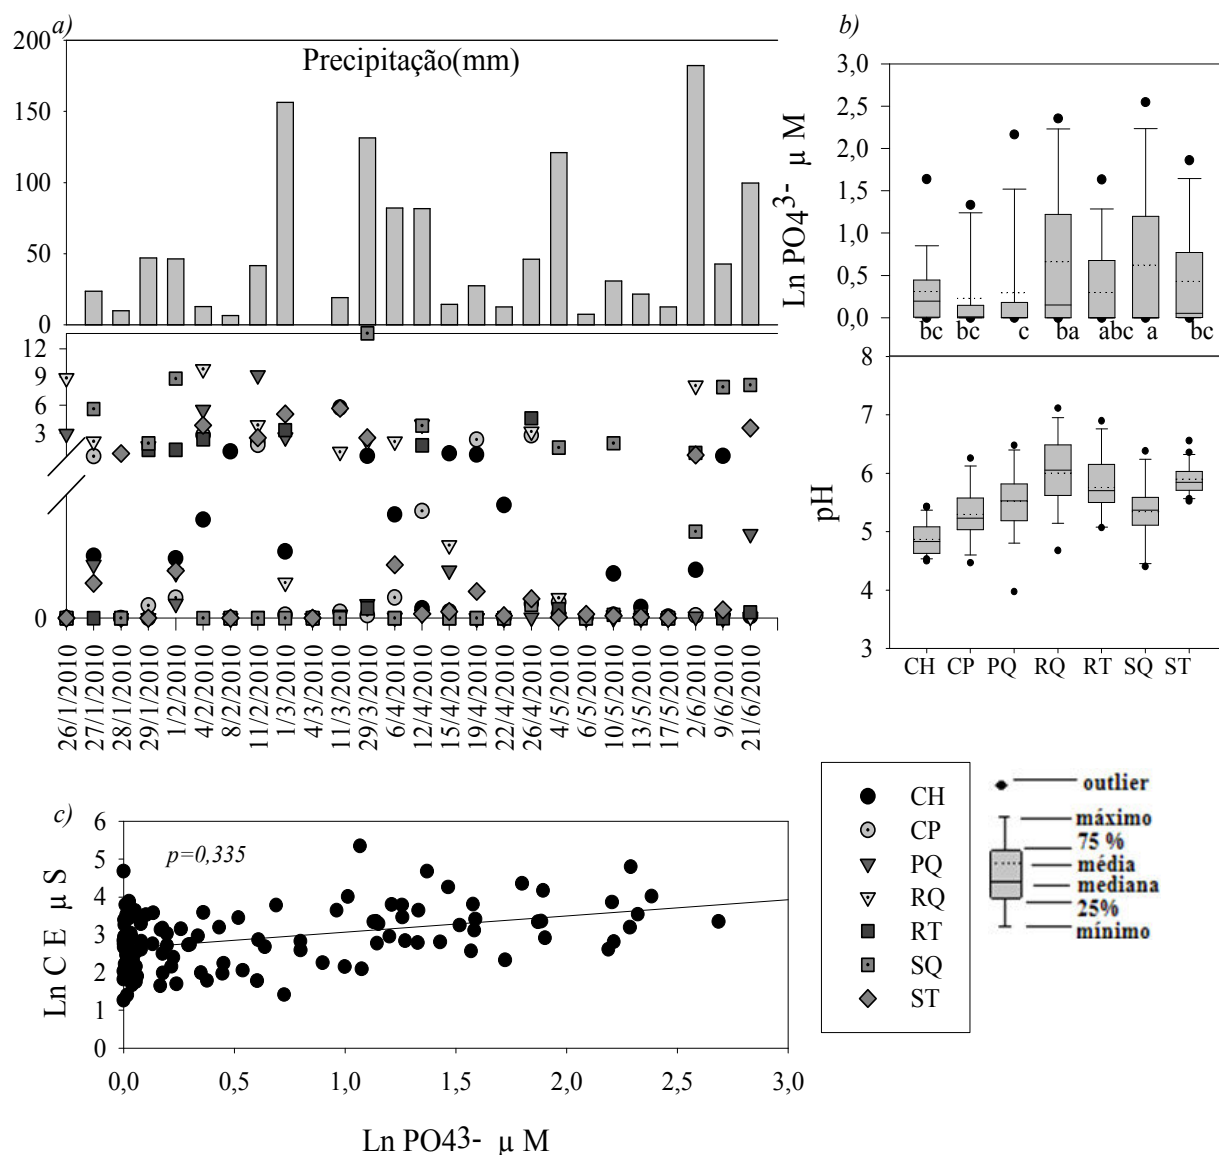 a)
Precipitação(mm)
200
150
100
50
0
12
9
6
3
0
26/1/2010
27/1/2010
28/1/2010
29/1/2010
1/2/2010
4/2/2010
8/2/2010
11/2/2010
1/3/2010
4/3/2010
11/3/2010
29/3/2010
6/4/2010
12/4/2010
15/4/2010
19/4/2010
22/4/2010
26/4/2010
4/5/2010
6/5/2010
10/5/2010
13/5/2010
17/5/2010
2/6/2010
9/6/2010
21/6/2010
b)
Ln PO4³- µ M
3,0
2,5
2,0
1,5
1,0
0,5
0,0
bc bc c ba abc a bc
pH
8
7
6
5
4
3
CH CP PQ RQ RT SQ ST
c)
p=0,335
Ln C E µ S
6
5
4
3
2
1
0
0,0 0,5 1,0 1,5 2,0 2,5 3,0
Ln PO4³- µ M
CH
CP
PQ
RQ
RT
SQ
ST
outlier
máximo
75 %
média
mediana
25%
mínimo